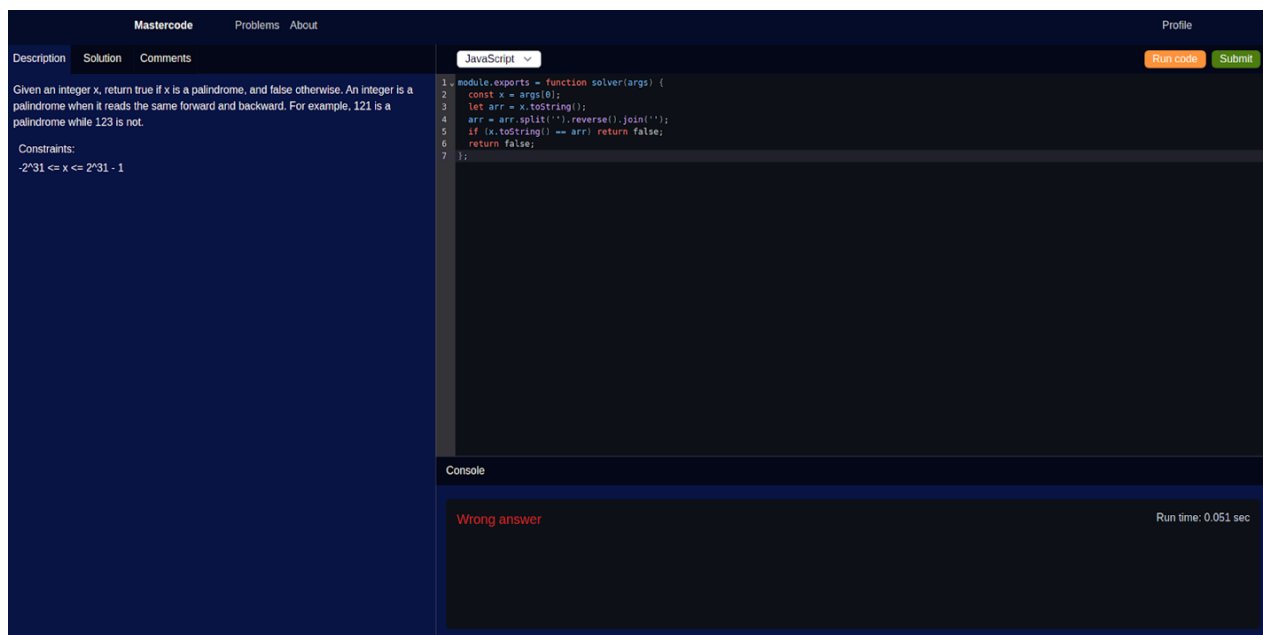 Mastercode Problems About Profile
Description Solution Comments
Given an integer x, return true if x is a palindrome, and false otherwise. An integer is a
palindrome when it reads the same forward and backward. For example, 121 is a
palindrome while 123 is not.
Constraints:
-2^31 <= x <= 2^31 - 1
JavaScript Run code Submit
1 module.exports = function solver(args) {
2 const x = args[0];
3 let arr = x.toString();
4 arr = arr.split('').reverse().join('');
5 if (x.toString() == arr) return false;
6 return false;
7 };
Console
Wrong answer Run time: 0.051 sec